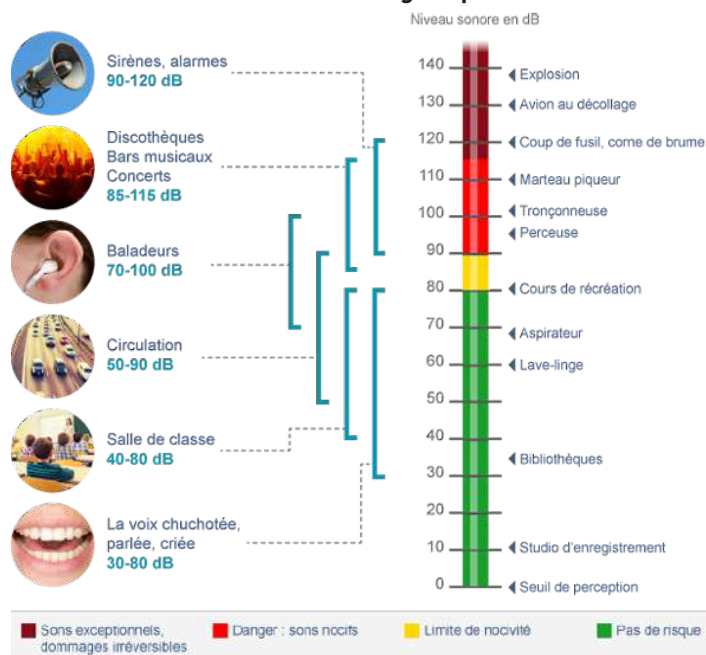 Niveau sonore en dB
Sirènes, alarmes
90-120 dB
Discothèques
Bars musicaux
Concerts
85-115 dB
Baladeurs
70-100 dB
Circulation
50-90 dB
Salle de classe
40-80 dB
La voix chuchotée,
parlée, criée
30-80 dB
140
130
120
110
100
90
80
70
60
50
40
30
20
10
0
Explosion
Avion au décollage
Coup de fusil, corne de brume
Marteau piqueur
Tronçonneuse
Perceuse
Cours de récréation
Aspirateur
Lave-linge
Bibliothèques
Studio d'enregistrement
Seuil de perception
Sons exceptionnels,
dommages irréversibles
Danger : sons nocifs
Limite de nocivité
Pas de risque